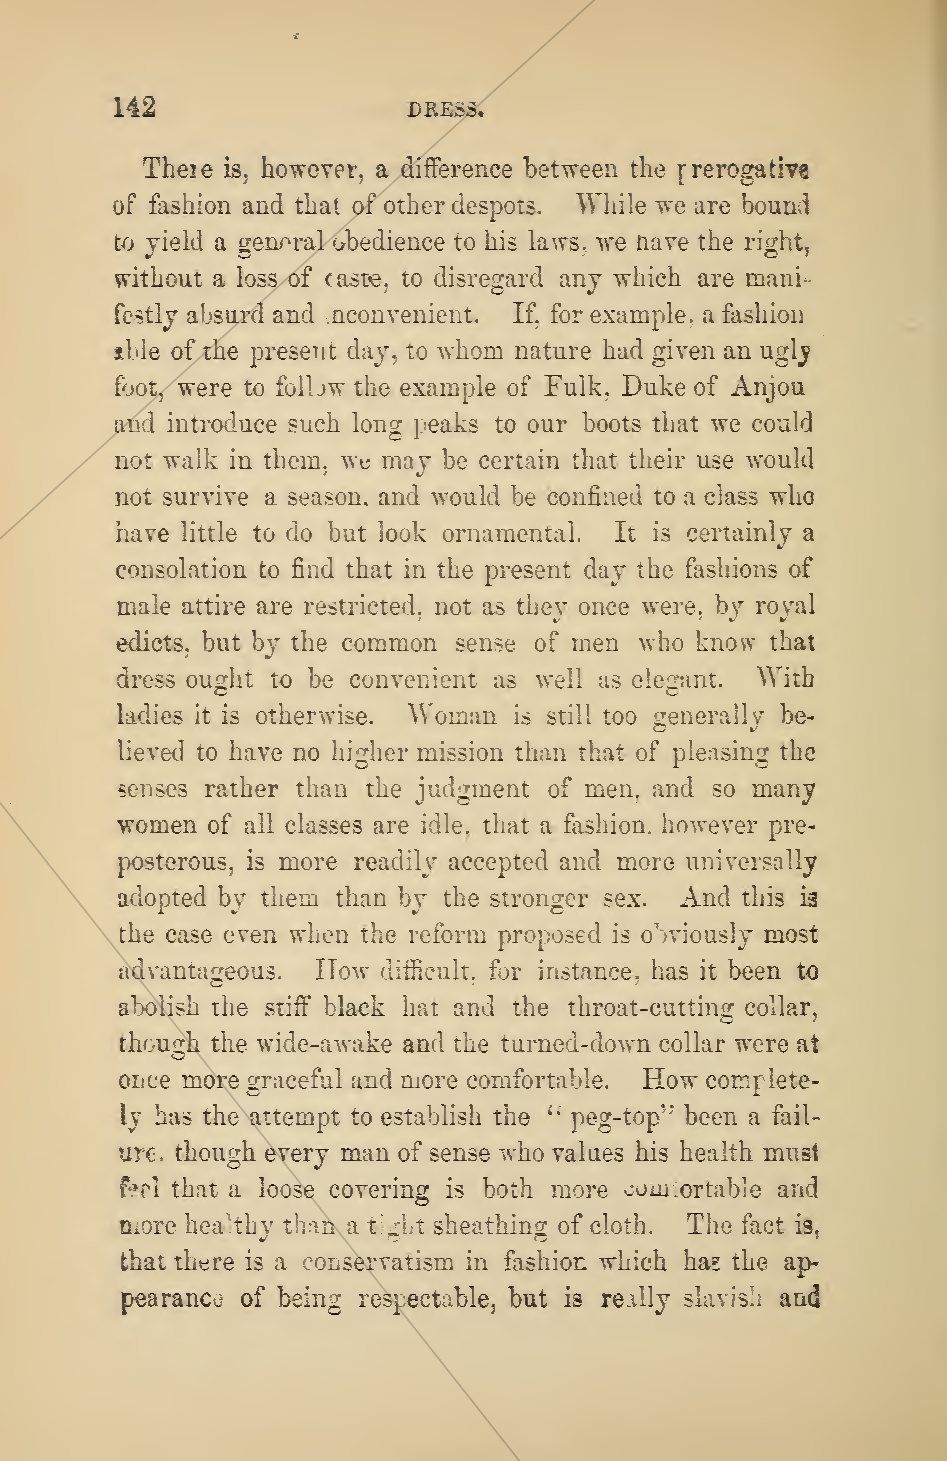 142 DRESS.
There is, however, a difference between the prerogative
of fashion and that of other despots. While we are bound
to yield a general obedience to his laws, we have the right,
without a loss of caste, to disregard any which are mani-
festly absurd and inconvenient. If, for example, a fashion
able of the present day, to whom nature had given an ugly
foot, were to follow the example of Fulk, Duke of Anjou
and introduce such long peaks to our boots that we could
not walk in them, we may be certain that their use would
not survive a season, and would be confined to a class who
have little to do but look ornamental. It is certainly a
consolation to find that in the present day the fashions of
male attire are restricted, not as they once were, by royal
edicts, but by the common sense of men who know that
dress ought to be convenient as well as elegant. With
ladies it is otherwise. Woman is still too generally be-
lieved to have no higher mission than that of pleasing the
senses rather than the judgment of men, and so many
women of all classes are idle, that a fashion, however pre-
posterous, is more readily accepted and more universally
adopted by them than by the stronger sex. And this is
the case even when the reform proposed is obviously most
advantageous. How difficult, for instance, has it been to
abolish the stiff black hat and the throat-cutting collar,
though the wide-awake and the turned-down collar were at
once more graceful and more comfortable. How complete-
ly has the attempt to establish the "peg-top" been a fail-
ure, though every man of sense who values his health must
feel that a loose covering is both more comfortable and
more healthy than a tight sheathing of cloth. The fact is,
that there is a conservatism in fashion which has the ap-
pearance of being respectable, but is really slavish and